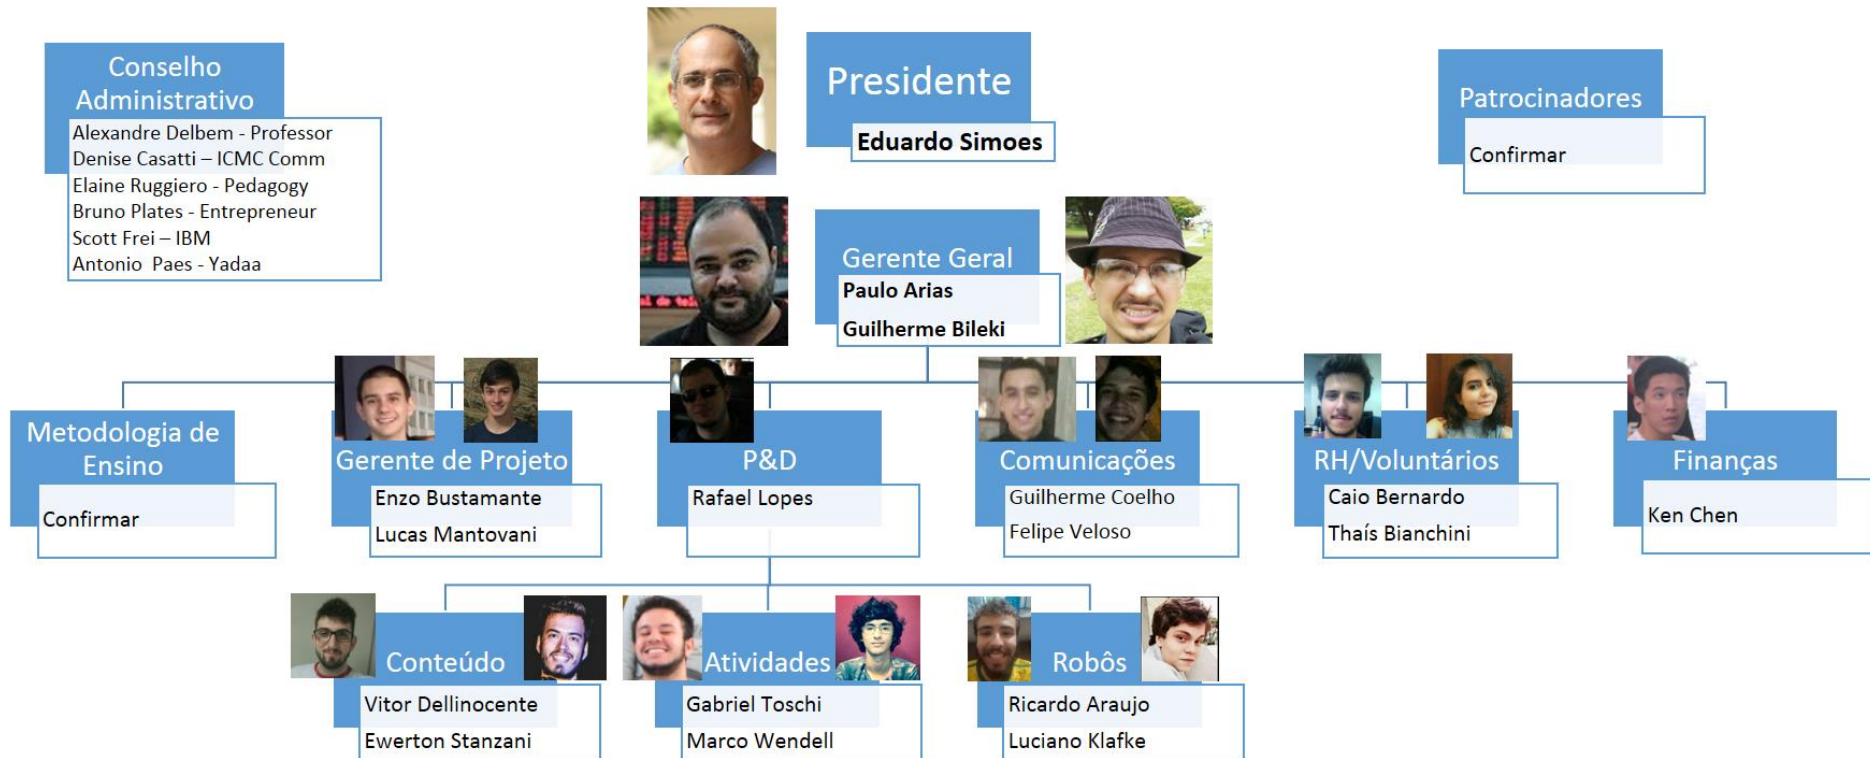 Conselho
Administrativo
Alexandre Delbem - Professor
Denise Casatti – ICMC Comm
Elaine Ruggiero - Pedagogy
Bruno Plates - Entrepreneur
Scott Frei – IBM
Antonio Paes - Yadaa
Presidente
Eduardo Simoes
Patrocinadores
Confirmar
Gerente Geral
Paulo Arias
Guilherme Bileki
Metodologia de
Ensino
Confirmar
Gerente de Projeto
Enzo Bustamante
Lucas Mantovani
P&D
Rafael Lopes
Comunicações
Guilherme Coelho
Felipe Veloso
RH/Voluntários
Caio Bernardo
Thaís Bianchini
Finanças
Ken Chen
Conteúdo
Vitor Dellinocente
Ewerton Stanzani
Atividades
Gabriel Toschi
Marco Wendell
Robôs
Ricardo Araujo
Luciano Klafke